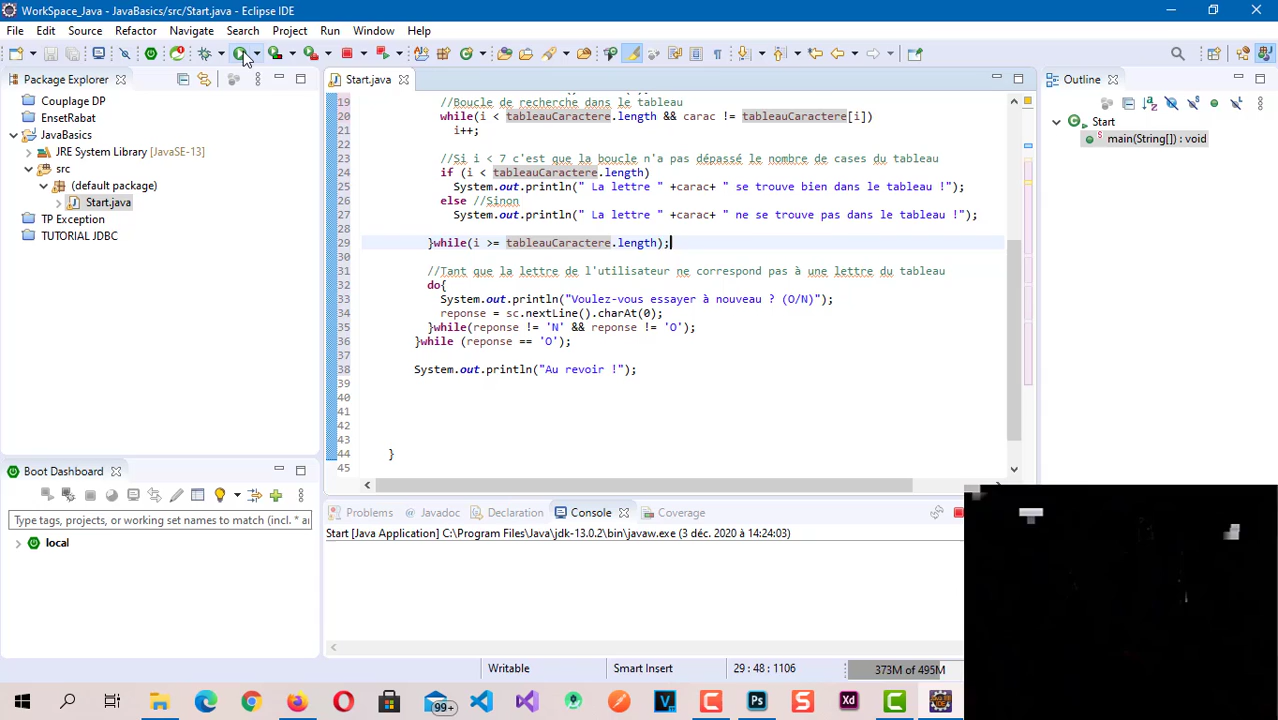 WorkSpace_Java - JavaBasics/src/Start.java - Eclipse IDE
File Edit Source Refactor Navigate Search Project Run Window Help
Package Explorer
Start.java
Outline
Couplage DP
EnsetRabat
JavaBasics
JRE System Library [JavaSE-13]
src
(default package)
Start.java
TP Exception
TUTORIAL JDBC
19 //Boucle de recherche dans le tableau
20 while(i < tableauCaractere.length && carac != tableauCaractere[i])
21 i++;
22
23 //Si i < 7 c'est que la boucle n'a pas dépassé le nombre de cases du tableau
24 if (i < tableauCaractere.length)
25 System.out.println(" La lettre " +carac+ " se trouve bien dans le tableau !");
26 else //Sinon
27 System.out.println(" La lettre " +carac+ " ne se trouve pas dans le tableau !");
28
29 }while(i >= tableauCaractere.length);
30
31 //Tant que la lettre de l'utilisateur ne correspond pas à une lettre du tableau
32 do{
33 System.out.println("Voulez-vous essayer à nouveau ? (O/N)");
34 reponse = sc.nextLine().charAt(0);
35 }while(reponse != 'N' && reponse != 'O');
36 }while (reponse == 'O');
37
38 System.out.println("Au revoir !");
39
40
41
42
43
44 }
45
Start
main(String[]) : void
Boot Dashboard
Type tags, projects, or working set names to match (incl. *
local
Problems Javadoc Declaration Console Coverage
Start [Java Application] C:\Program Files\Java\jdk-13.0.2\bin\javaw.exe (3 déc. 2020 à 14:24:03)
Writable Smart Insert 29 : 48 : 1106 373M of 495M
99+